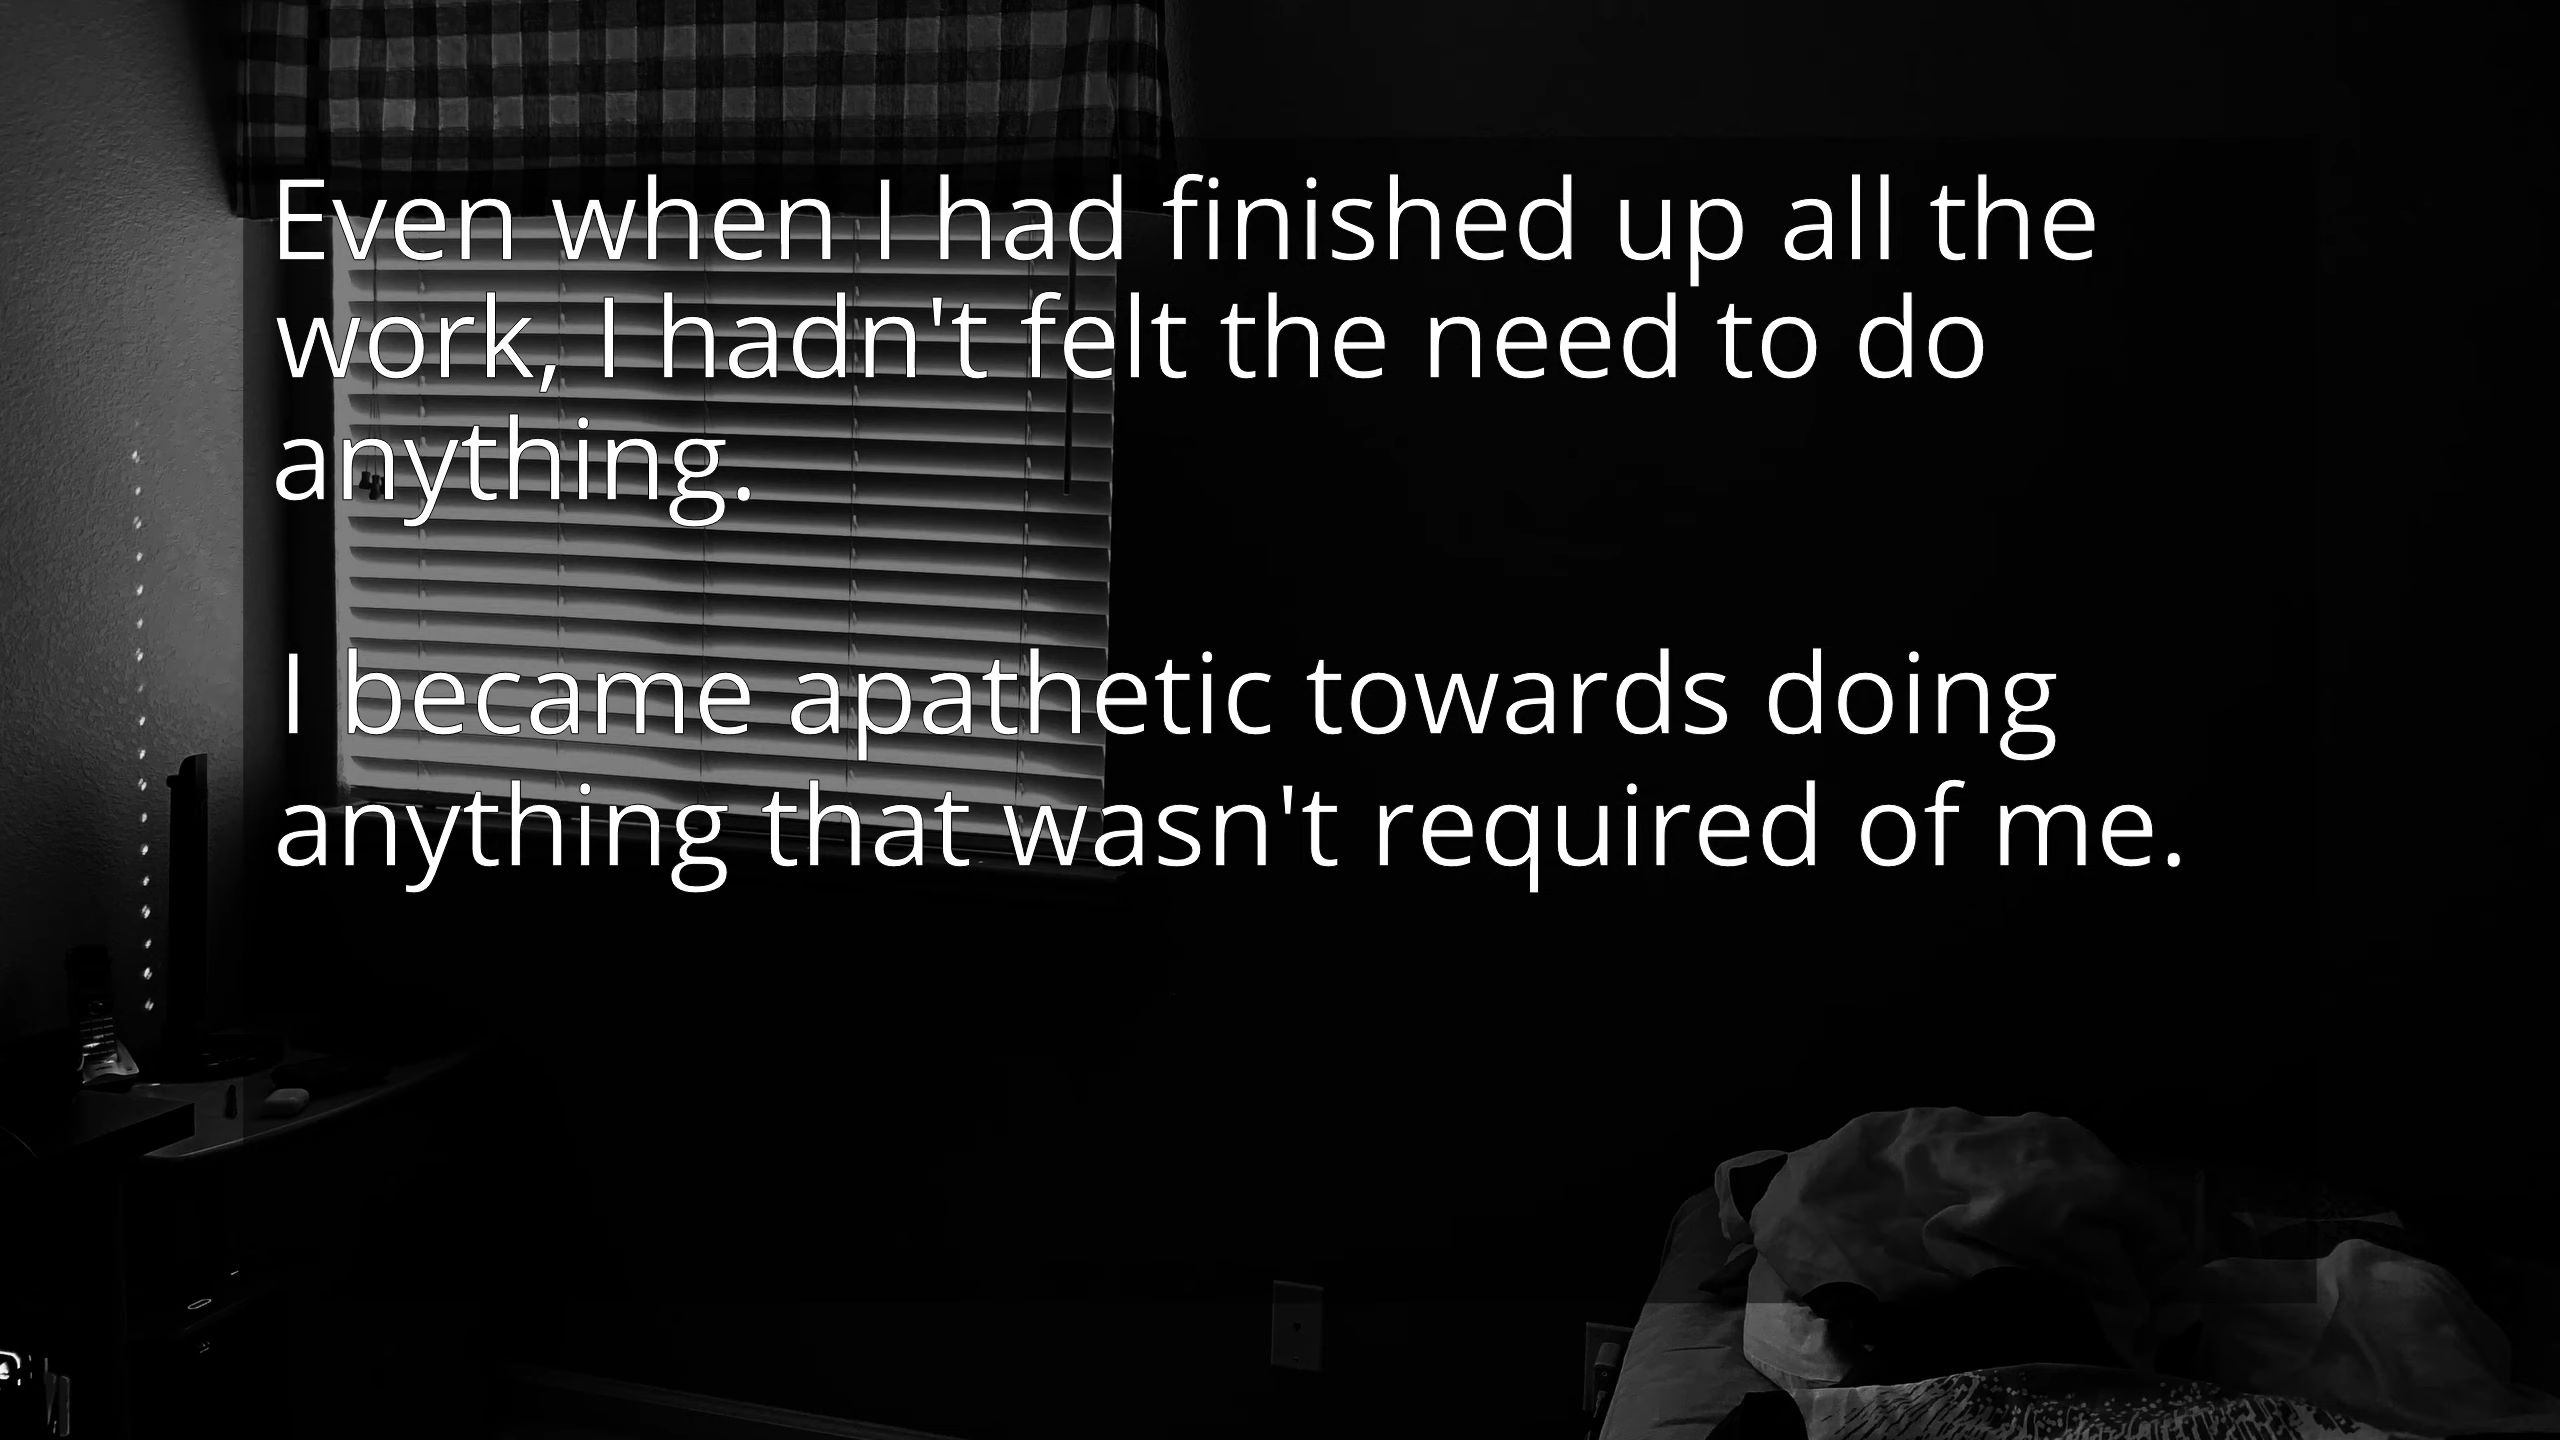 Even when I had finished up all the
work, I hadn't felt the need to do
anything.
I became apathetic towards doing
anything that wasn't required of me.